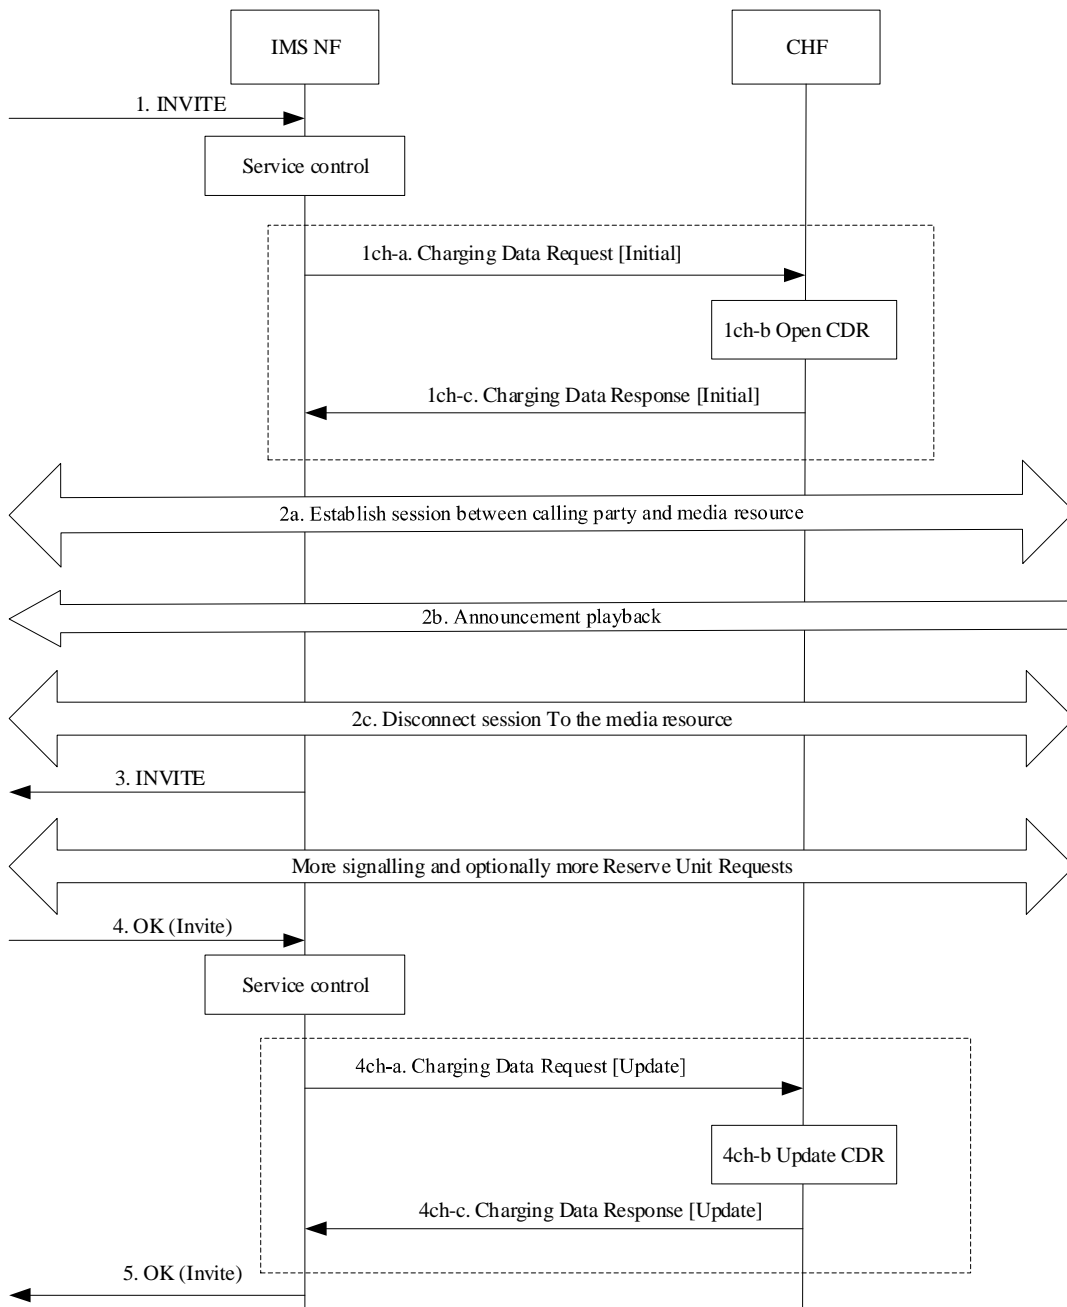 IMS NF
CHF
1. INVITE
Service control
1ch-a. Charging Data Request [Initial]
1ch-b Open CDR
1ch-c. Charging Data Response [Initial]
2a. Establish session between calling party and media resource
2b. Announcement playback
2c. Disconnect session To the media resource
3. INVITE
More signalling and optionally more Reserve Unit Requests
4. OK (Invite)
Service control
4ch-a. Charging Data Request [Update]
4ch-b Update CDR
4ch-c. Charging Data Response [Update]
5. OK (Invite)